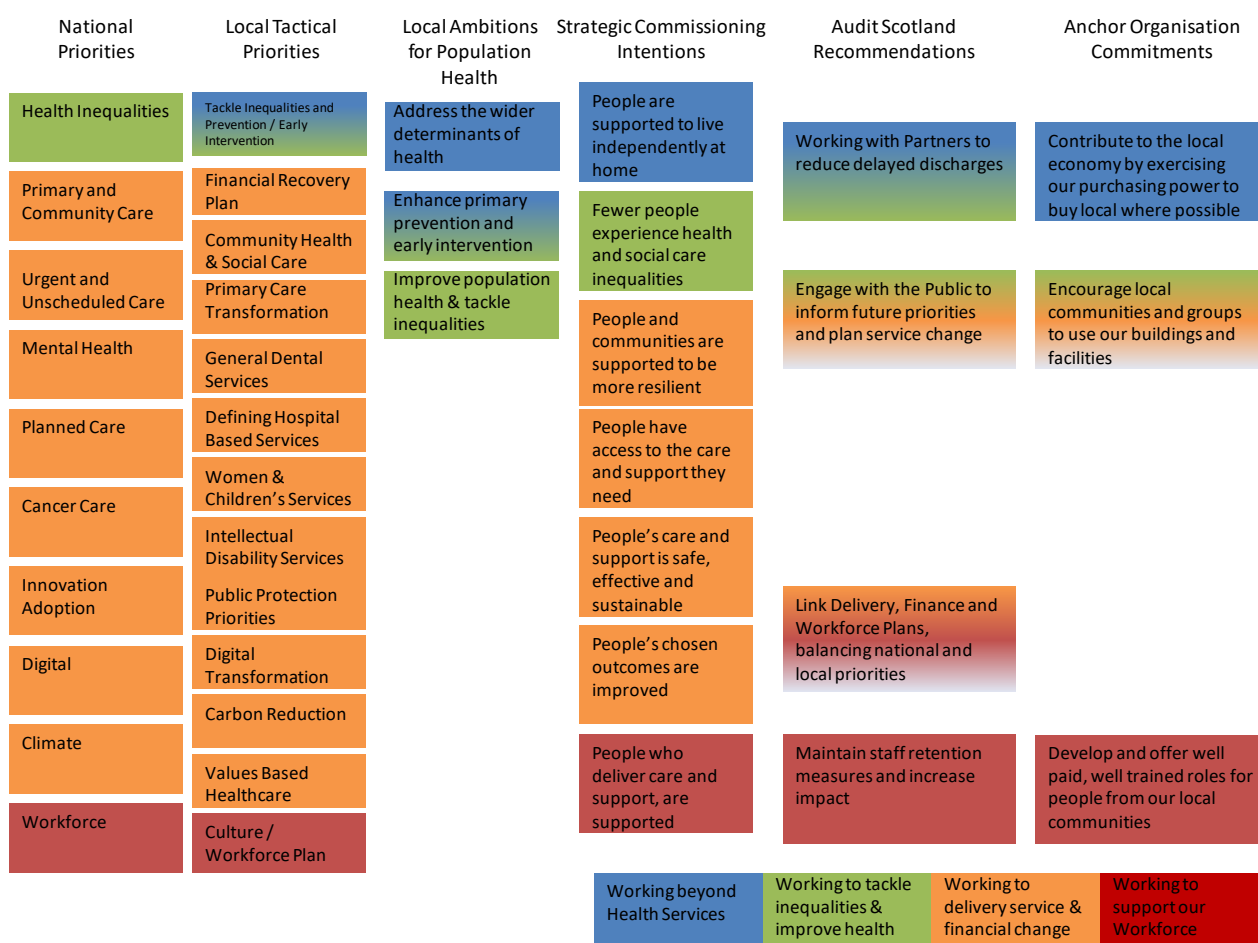 National
Priorities
Local Tactical
Priorities
Local Ambitions
for Population
Health
Strategic Commissioning
Intentions
Audit Scotland
Recommendations
Anchor Organisation
Commitments
Health Inequalities
Primary and
Community Care
Urgent and
Unscheduled Care
Mental Health
Planned Care
Cancer Care
Innovation
Adoption
Digital
Climate
Workforce
Tackle Inequalities and
Prevention / Early
Intervention
Financial Recovery
Plan
Community Health
& Social Care
Primary Care
Transformation
General Dental
Services
Defining Hospital
Based Services
Women &
Children's Services
Intellectual
Disability Services
Public Protection
Priorities
Digital
Transformation
Carbon Reduction
Values Based
Healthcare
Culture /
Workforce Plan
Address the wider
determinants of
health
Enhance primary
prevention and
early intervention
Improve population
health & tackle
inequalities
People are
supported to live
independently at
home
Fewer people
experience health
and social care
inequalities
People and
communities are
supported to be
more resilient
People have
access to the care
and support they
need
People's care and
support is safe,
effective and
sustainable
People's chosen
outcomes are
improved
People who
deliver care and
support, are
supported
Working with Partners to
reduce delayed discharges
Engage with the Public to
inform future priorities
and plan service change
Link Delivery, Finance and
Workforce Plans,
balancing national and
local priorities
Maintain staff retention
measures and increase
impact
Contribute to the local
economy by exercising
our purchasing power to
buy local where possible
Encourage local
communities and groups
to use our buildings and
facilities
Develop and offer well
paid, well trained roles for
people from our local
communities
Working beyond
Health Services
Working to tackle
inequalities &
improve health
Working to
delivery service &
financial change
Working to
support our
Workforce